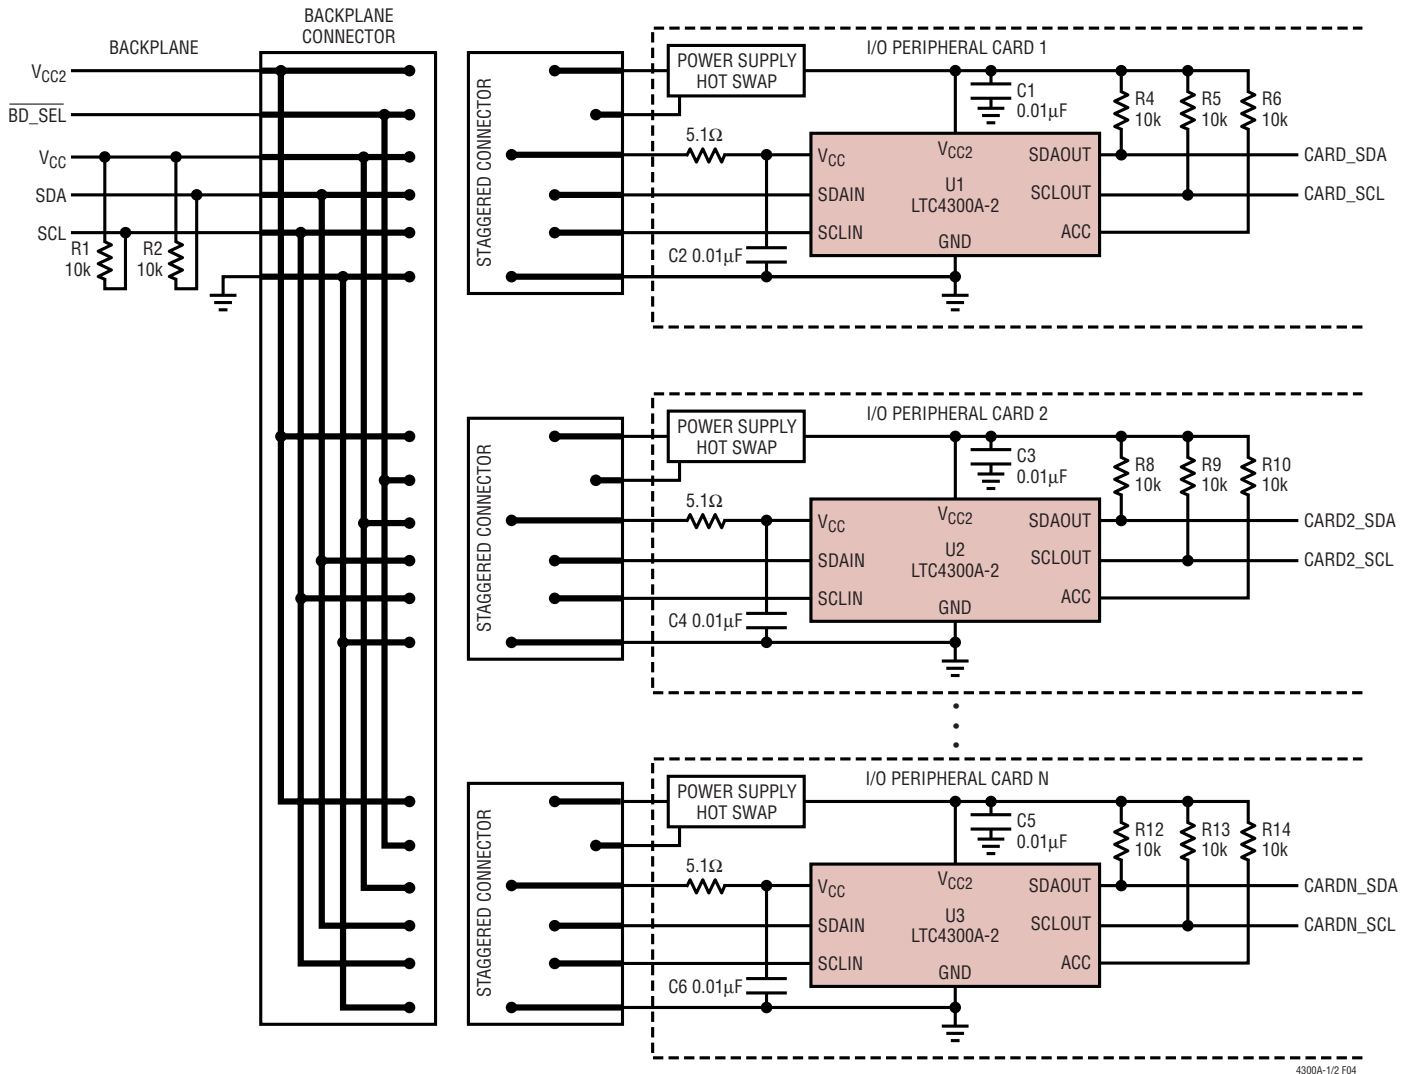 BACKPLANE
BACKPLANE
CONNECTOR
VCC2
BD_SEL
VCC
SDA
SCL
R1
10k
R2
10k
STAGGERED CONNECTOR
POWER SUPPLY
HOT SWAP
I/O PERIPHERAL CARD 1
C1
0.01μF
R4
10k
R5
10k
R6
10k
5.1Ω
C2 0.01μF
VCC
VCC2
SDAOUT
SDAIN
U1
LTC4300A-2
SCLOUT
SCLIN
GND
ACC
CARD_SDA
CARD_SCL
STAGGERED CONNECTOR
POWER SUPPLY
HOT SWAP
I/O PERIPHERAL CARD 2
C3
0.01μF
R8
10k
R9
10k
R10
10k
5.1Ω
C4 0.01μF
VCC
VCC2
SDAOUT
SDAIN
U2
LTC4300A-2
SCLOUT
SCLIN
GND
ACC
CARD2_SDA
CARD2_SCL
STAGGERED CONNECTOR
POWER SUPPLY
HOT SWAP
I/O PERIPHERAL CARD N
C5
0.01μF
R12
10k
R13
10k
R14
10k
5.1Ω
C6 0.01μF
VCC
VCC2
SDAOUT
SDAIN
U3
LTC4300A-2
SCLOUT
SCLIN
GND
ACC
CARDN_SDA
CARDN_SCL
4300A-1/2 F04